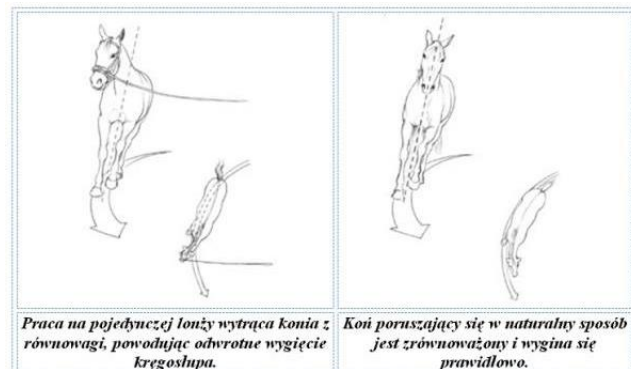 Praca na pojedynczej lonży wytrąca konia z
równowagi, powodując odwrotne wygięcie
kręgosłupa.
Koń poruszający się w naturalny sposób
jest zrównoważony i wygina się
prawidłowo.